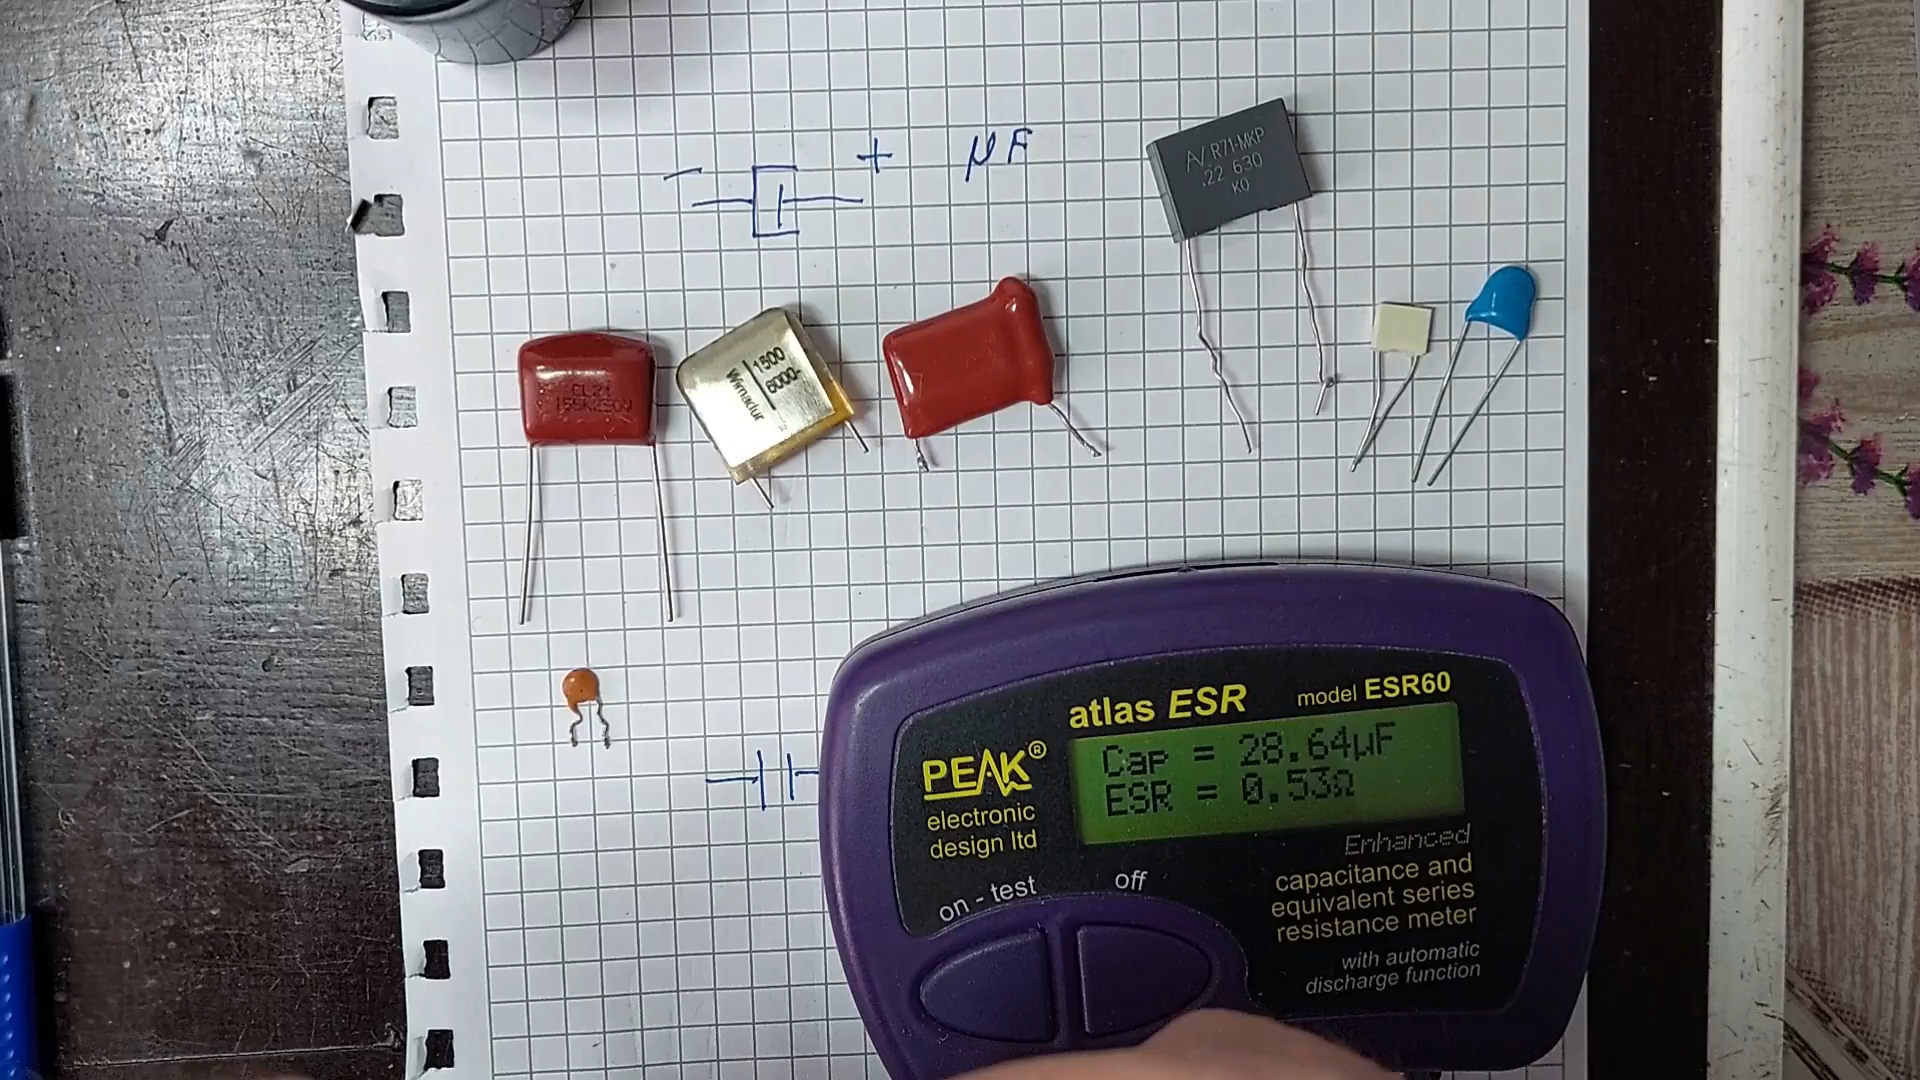 - + μF
R71-MKP
.22 630
K0
CL21
155K250V
1500
6000-
Wimadur
atlas ESR
model ESR60
PEAK®
electronic
design ltd
Cap = 28.64μF
ESR = 0.53Ω
Enhanced
capacitance and
equivalent series
resistance meter
with automatic
discharge function
on - test
off